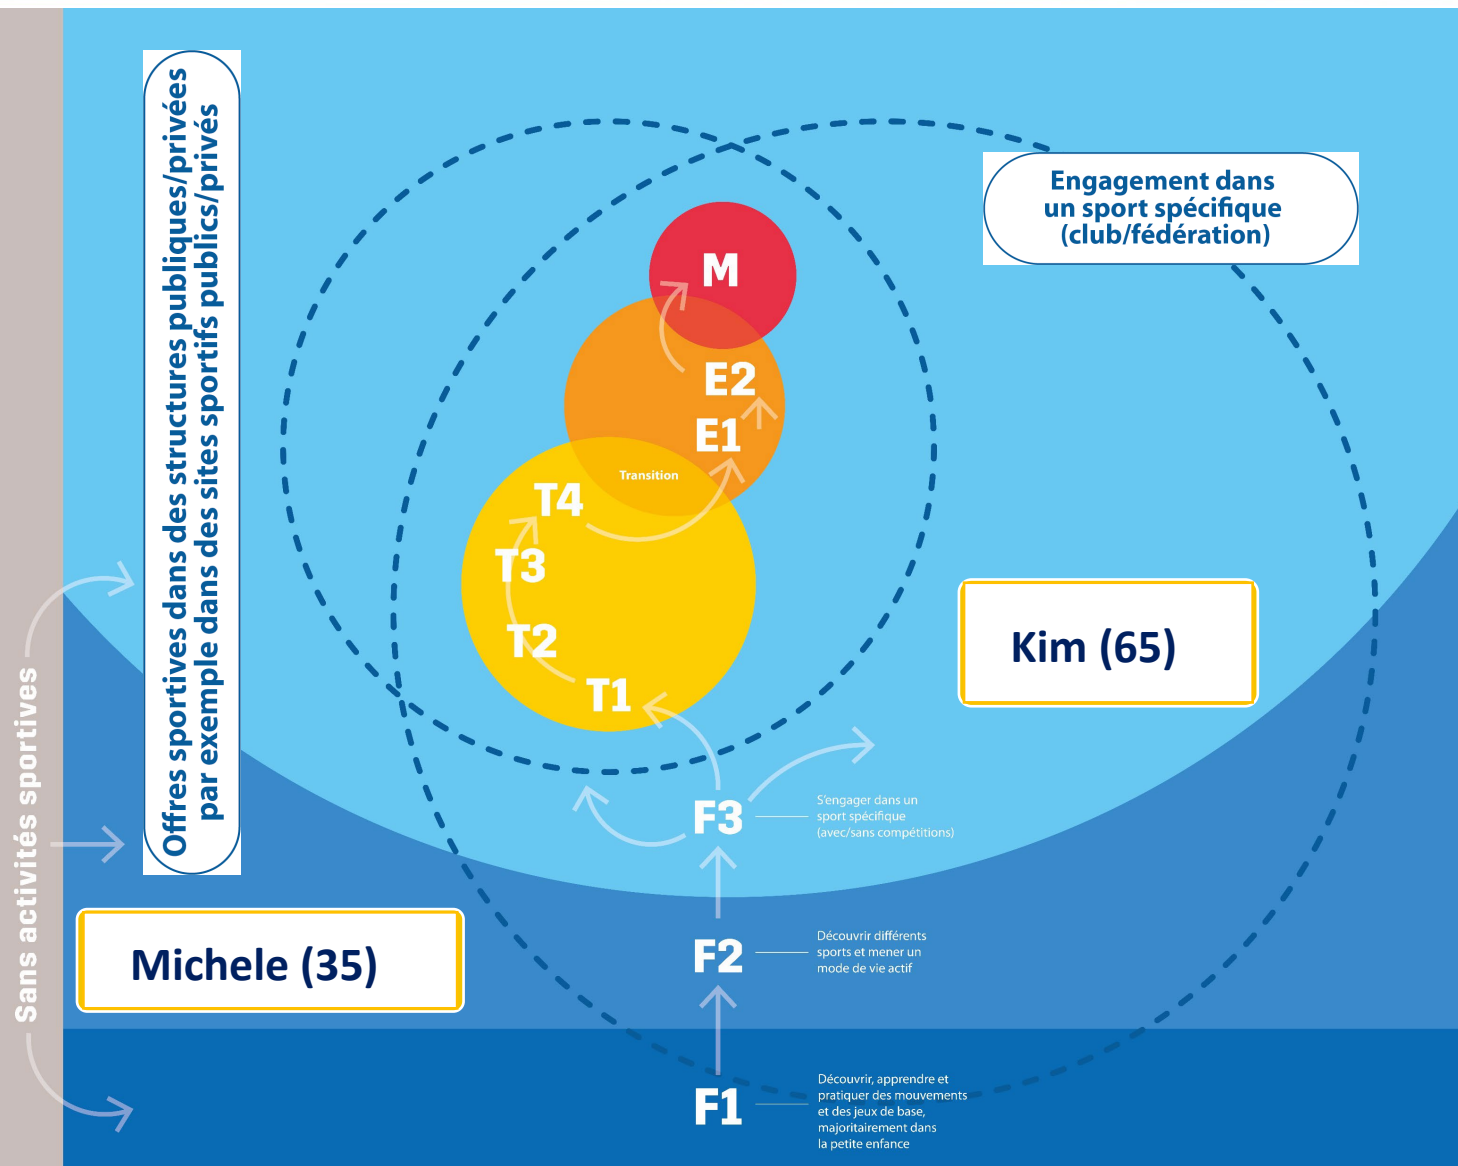 Offres sportives dans des structures publiques/privées
par exemple dans des sites sportifs publics/privés
Engagement dans
un sport spécifique
(club/fédération)
M
E2
E1
Transition
T4
T3
T2
T1
Kim (65)
Sans activités sportives
F3
S'engager dans un
sport spécifique
(avec/sans compétitions)
Michele (35)
F2
Découvrir différents
sports et mener un
mode de vie actif
F1
Découvrir, apprendre et
pratiquer des mouvements
et des jeux de base,
majoritairement dans
la petite enfance